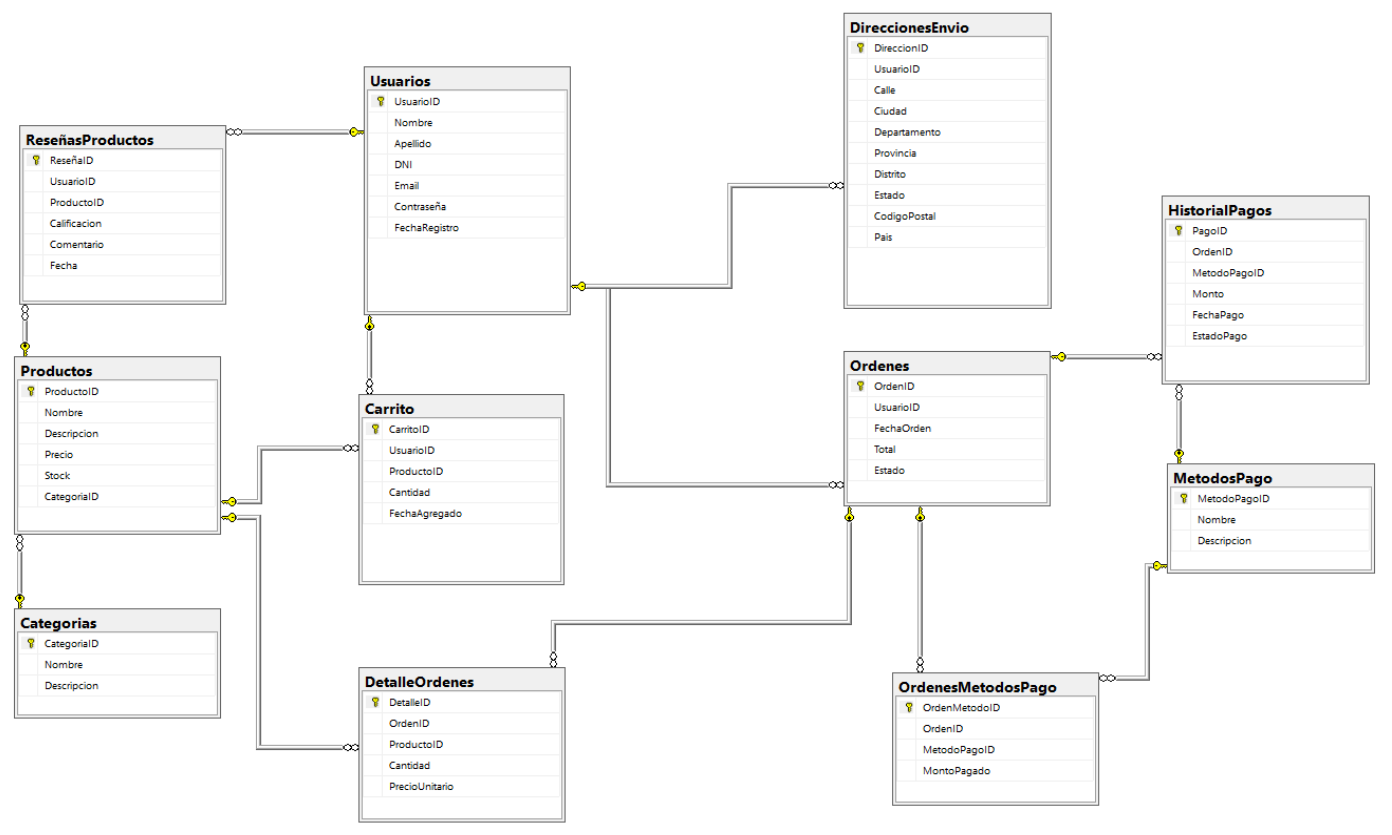 DireccionesEnvio
DireccionID
UsuarioID
Calle
Ciudad
Departamento
Provincia
Distrito
Estado
CodigoPostal
Pais
Usuarios
UsuarioID
Nombre
Apellido
DNI
Email
Contraseña
FechaRegistro
ReseñasProductos
ReseñaID
UsuarioID
ProductoID
Calificacion
Comentario
Fecha
HistorialPagos
PagoID
OrdenID
MetodoPagoID
Monto
FechaPago
EstadoPago
Productos
ProductoID
Nombre
Descripcion
Precio
Stock
CategoriaID
Carrito
CarritoID
UsuarioID
ProductoID
Cantidad
FechaAgregado
Ordenes
OrdenID
UsuarioID
FechaOrden
Total
Estado
MetodosPago
MetodoPagoID
Nombre
Descripcion
Categorias
CategoriaID
Nombre
Descripcion
DetalleOrdenes
DetalleID
OrdenID
ProductoID
Cantidad
PrecioUnitario
OrdenesMetodosPago
OrdenMetodoID
OrdenID
MetodoPagoID
MontoPagado